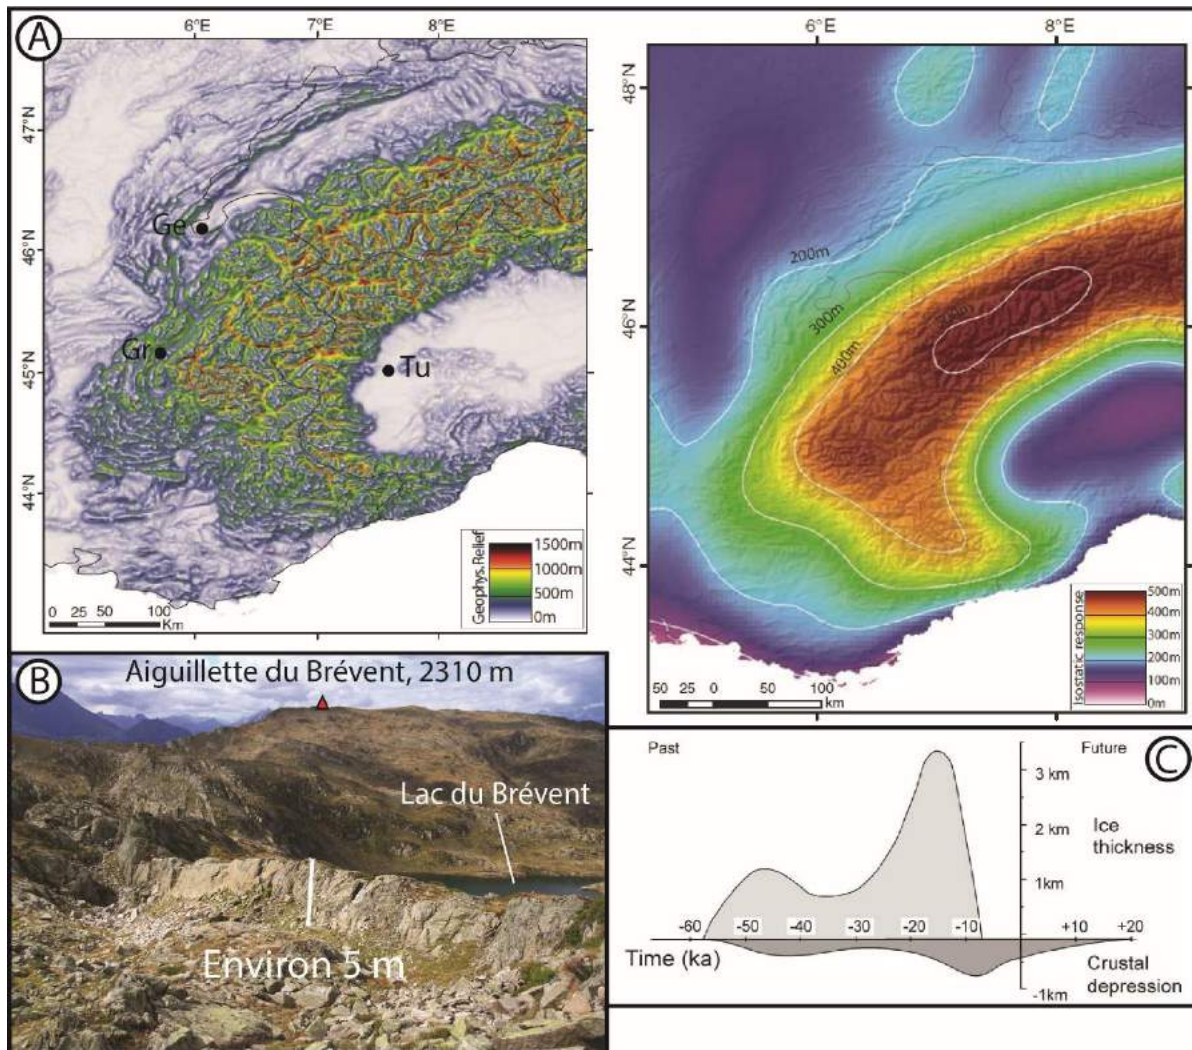 A
6°E
7°E
8°E
47°N
46°N
45°N
44°N
Ge
Gr
Tu
Geophys.Relief
1500m
1000m
500m
0m
0 25 50 100
Km
6°E
8°E
48°N
46°N
44°N
200m
300m
400m
Isostatic response
500m
400m
300m
200m
100m
0m
50 25 0 50 100
km
B
Aiguillette du Brévent, 2310 m
Lac du Brévent
Environ 5 m
C
Past
Future
3 km
2 km
1km
Ice
thickness
-60 -50 -40 -30 -20 -10 +10 +20
Time (ka)
Crustal
depression
-1km